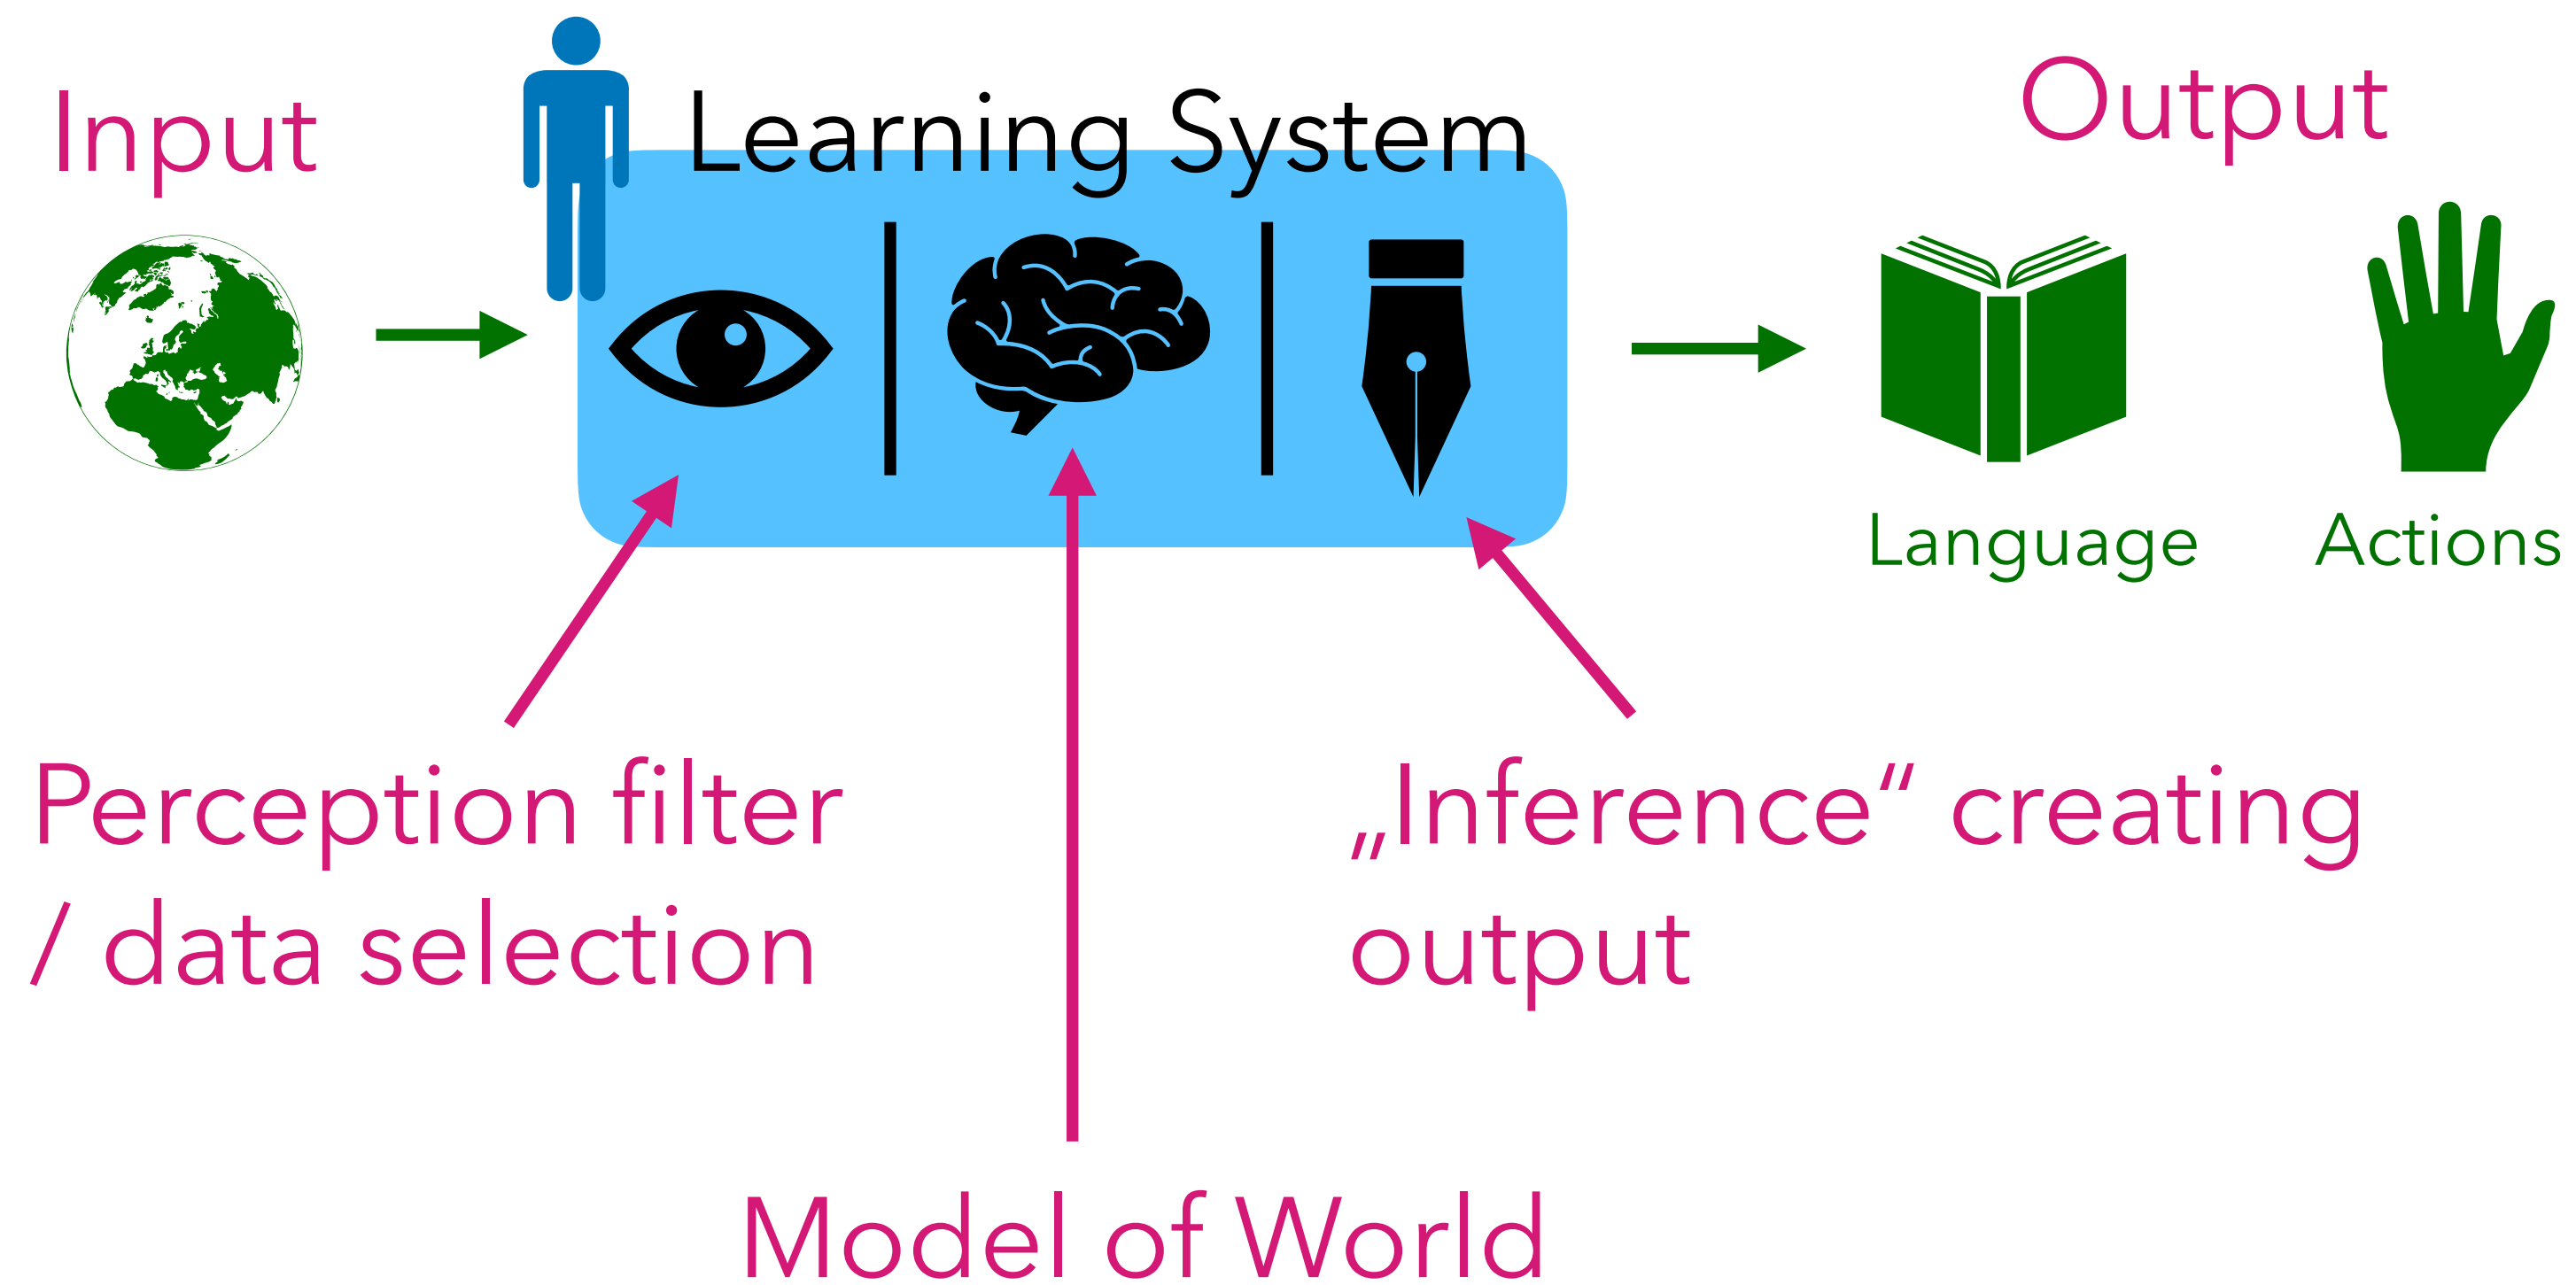 Input
Learning System
Output
Language
Actions
Perception filter
/ data selection
„Inference“ creating
output
Model of World